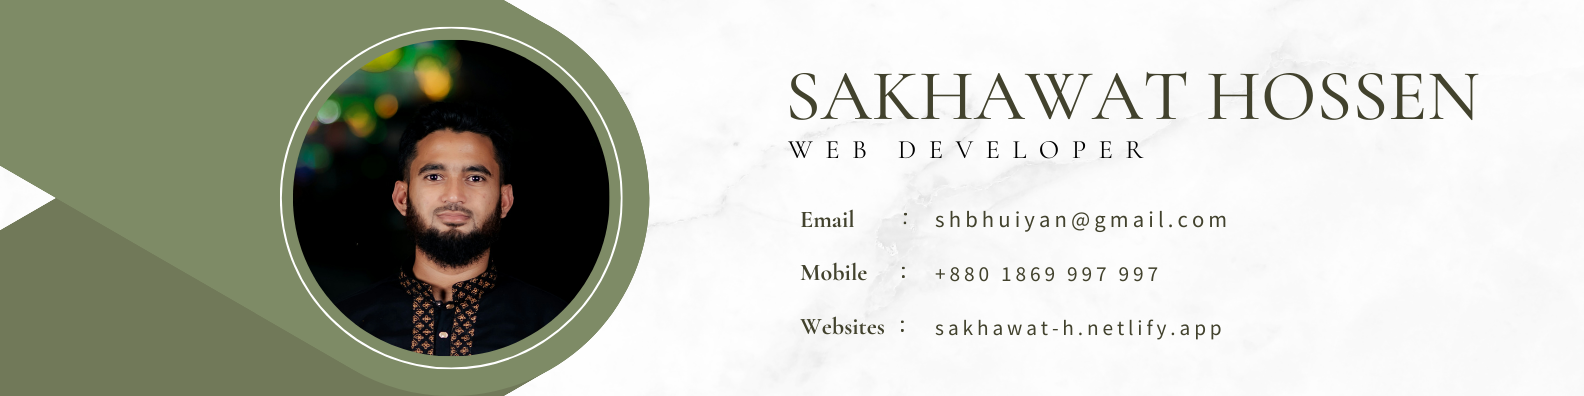 SAKHAWAT HOSSEN
WEB DEVELOPER
Email : shbhuiyan@gmail.com
Mobile : +880 1869 997 997
Websites : sakhawat-h.netlify.app